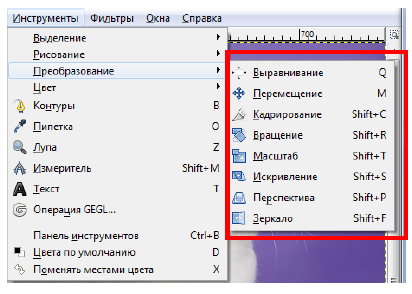 Инструменты Фильтры Окна Справка
700
Выделение
Рисование
Преобразование
Цвет
Контуры B
Пипетка O
Лупа Z
Измеритель Shift+M
Текст T
Операция GEGL...
Панель инструментов Ctrl+B
Цвета по умолчанию D
Поменять местами цвета X
Выравнивание Q
Перемещение M
Кадрирование Shift+C
Вращение Shift+R
Масштаб Shift+T
Искривление Shift+S
Перспектива Shift+P
Зеркало Shift+F